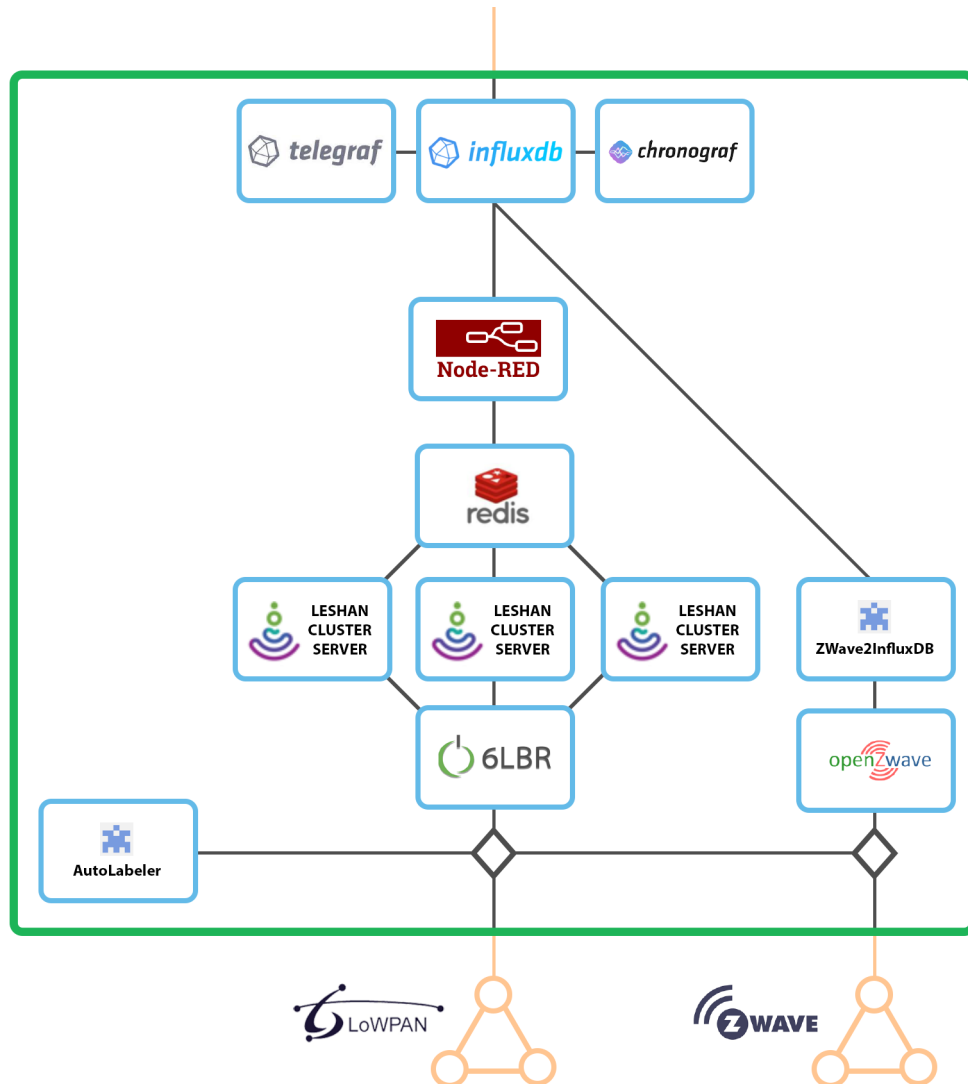 telegraf
influxdb
chronograf
Node-RED
redis
LESHAN
CLUSTER
SERVER
LESHAN
CLUSTER
SERVER
LESHAN
CLUSTER
SERVER
ZWave2InfluxDB
6LBR
openZwave
AutoLabeler
6LoWPAN
ZWAVE